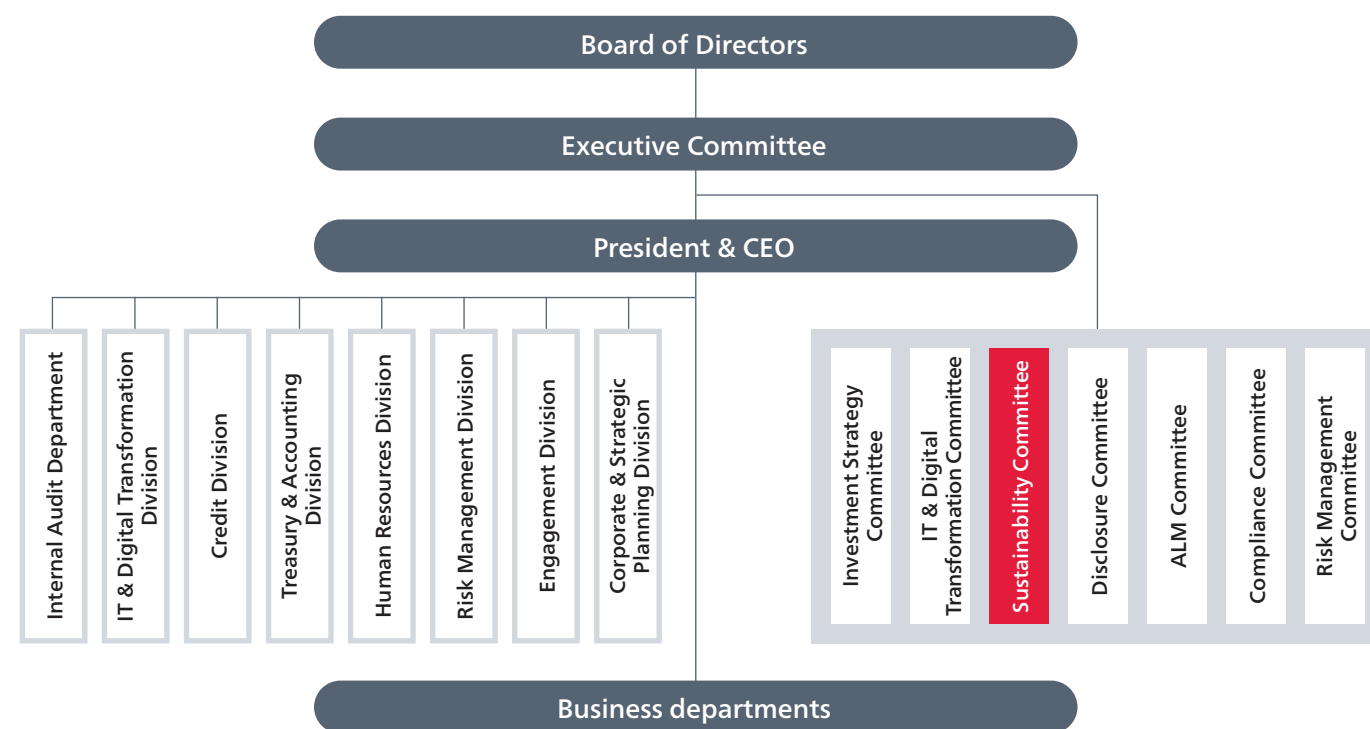 Board of Directors
Executive Committee
President & CEO
Internal Audit Department
IT & Digital Transformation
Division
Credit Division
Treasury & Accounting
Division
Human Resources Division
Risk Management Division
Engagement Division
Corporate & Strategic
Planning Division
Investment Strategy
Committee
IT & Digital
Transformation Committee
Sustainability Committee
Disclosure Committee
ALM Committee
Compliance Committee
Risk Management
Committee
Business departments